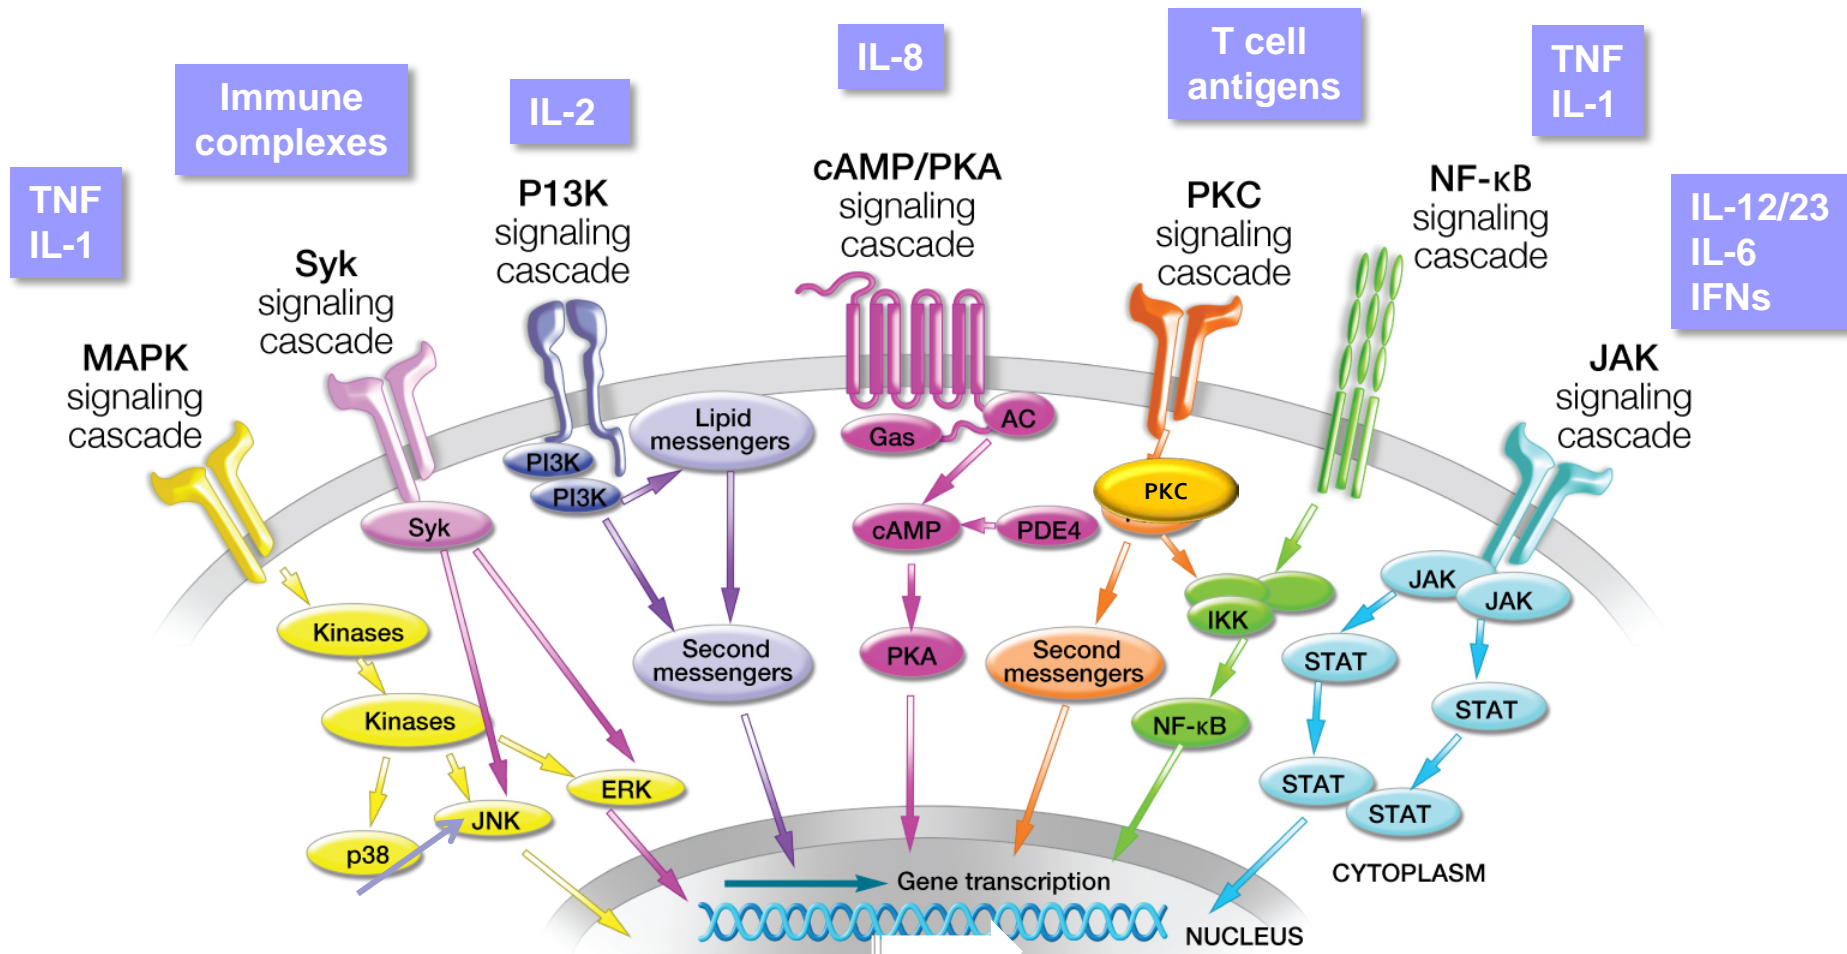 TNF
IL-1
Immune
complexes
IL-2
IL-8
T cell
antigens
TNF
IL-1
IL-12/23
IL-6
IFNs
MAPK
signaling
cascade
Syk
signaling
cascade
P13K
signaling
cascade
cAMP/PKA
signaling
cascade
PKC
signaling
cascade
NF-κB
signaling
cascade
JAK
signaling
cascade
Kinases
Kinases
p38
JNK
ERK
Syk
PI3K
PI3K
Lipid
messengers
Second
messengers
Gas
AC
cAMP
PDE4
PKA
PKC
Second
messengers
IKK
NF-κB
JAK
JAK
STAT
STAT
STAT
STAT
CYTOPLASM
Gene transcription
NUCLEUS